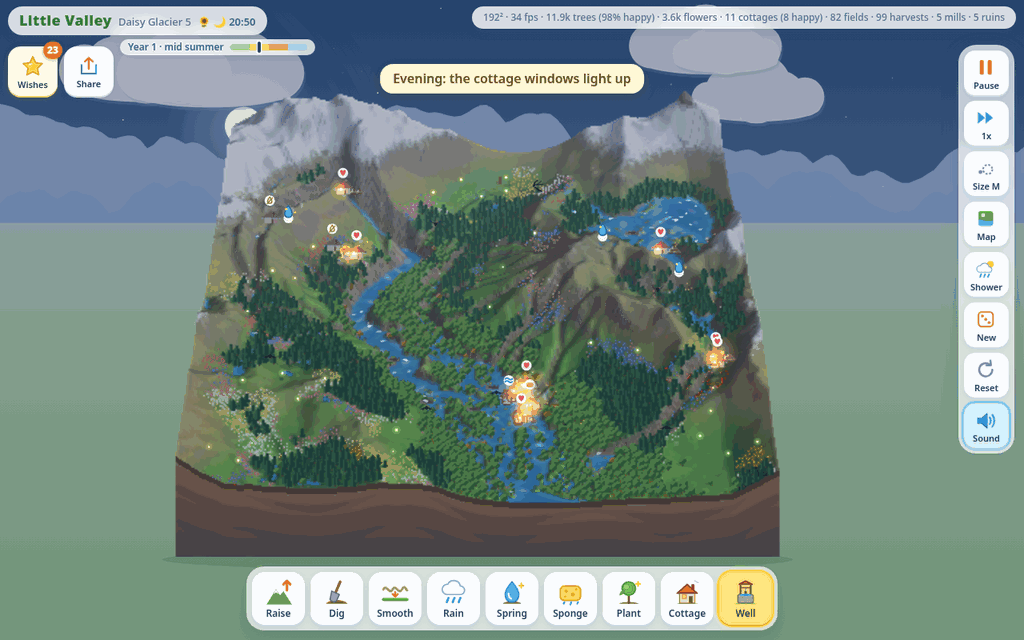 Little Valley Daisy Glacier 5 20:50
192² · 34 fps · 11.9k trees (98% happy) · 3.6k flowers · 11 cottages (8 happy) · 82 fields · 99 harvests · 5 mills · 5 ruins
Year 1 · mid summer
23
Wishes
Share
Evening: the cottage windows light up
Pause
1x
Size M
Map
Shower
New
Reset
Sound
Raise
Dig
Smooth
Rain
Spring
Sponge
Plant
Cottage
Well